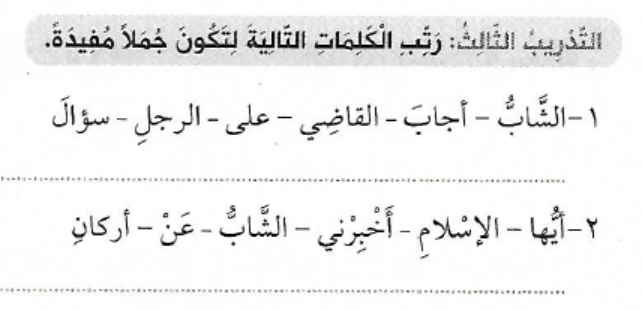 التَّدْرِيبُ الثَّالِثُ: رَتِّبِ الْكَلِمَاتِ التَّالِيَةَ لِتَكُونَ جُمَلاً مُفِيدَةً.
١-الشَّابُّ - أجابَ - القاضِي - على - الرجلِ - سؤالَ
٢-أيُّها - الإسْلامِ - أَخْبِرْني - الشَّابُّ - عَنْ - أركانِ